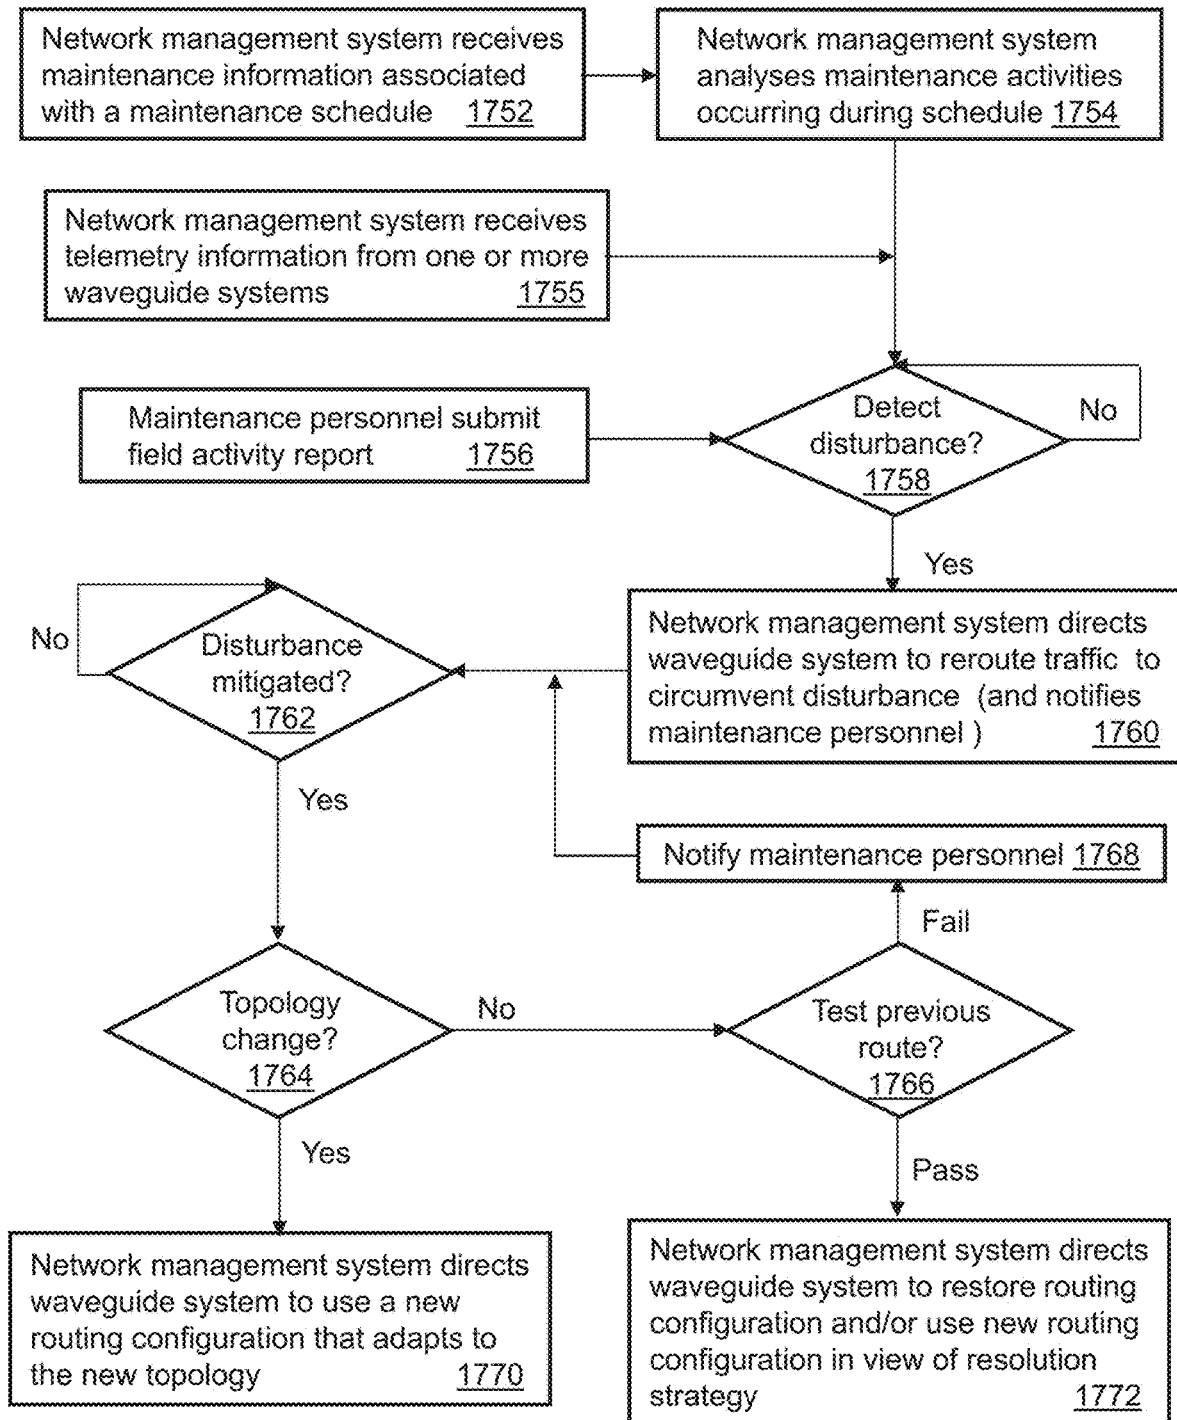 Network management system receives
maintenance information associated
with a maintenance schedule 1752
Network management system
analyses maintenance activities
occurring during schedule 1754
Network management system receives
telemetry information from one or more
waveguide systems 1755
Maintenance personnel submit
field activity report 1756
Detect
disturbance?
1758
No
Yes
Network management system directs
waveguide system to reroute traffic to
circumvent disturbance (and notifies
maintenance personnel ) 1760
No
Disturbance
mitigated?
1762
Yes
Notify maintenance personnel 1768
Fail
Topology
change?
1764
No
Test previous
route?
1766
Yes
Pass
Network management system directs
waveguide system to use a new
routing configuration that adapts to
the new topology 1770
Network management system directs
waveguide system to restore routing
configuration and/or use new routing
configuration in view of resolution
strategy 1772